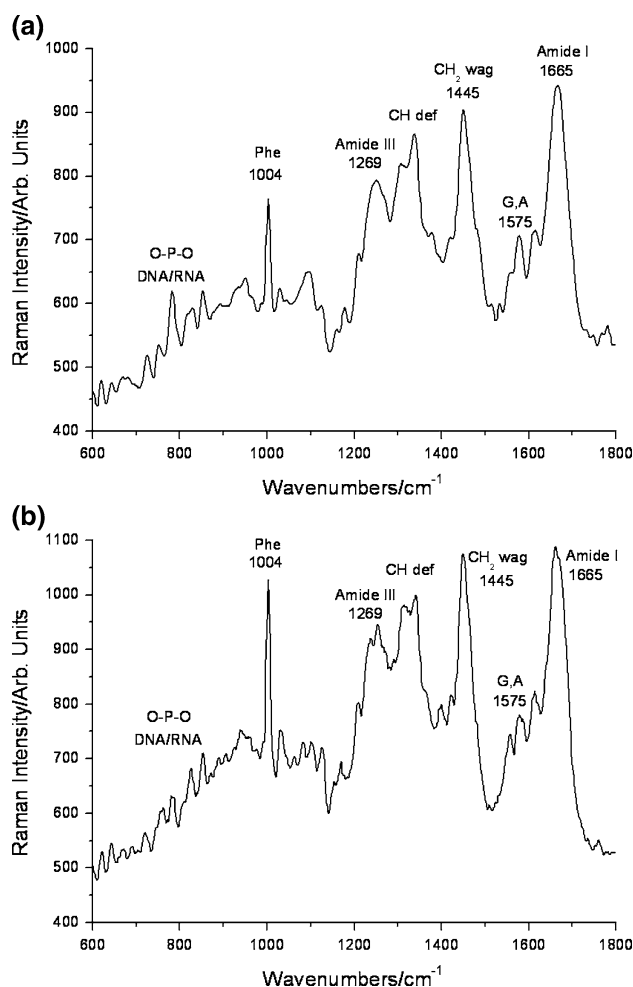 (a)
1000
900
800
700
600
500
400
Raman Intensity/Arb. Units
O-P-O
DNA/RNA
Phe
1004
Amide III
1269
CH def
CH₂ wag
1445
G,A
1575
Amide I
1665
600 800 1000 1200 1400 1600 1800
Wavenumbers/cm⁻¹
(b)
1100
1000
900
800
700
600
500
400
Raman Intensity/Arb. Units
O-P-O
DNA/RNA
Phe
1004
Amide III
1269
CH def
CH₂ wag
1445
G,A
1575
Amide I
1665
600 800 1000 1200 1400 1600 1800
Wavenumbers/cm⁻¹